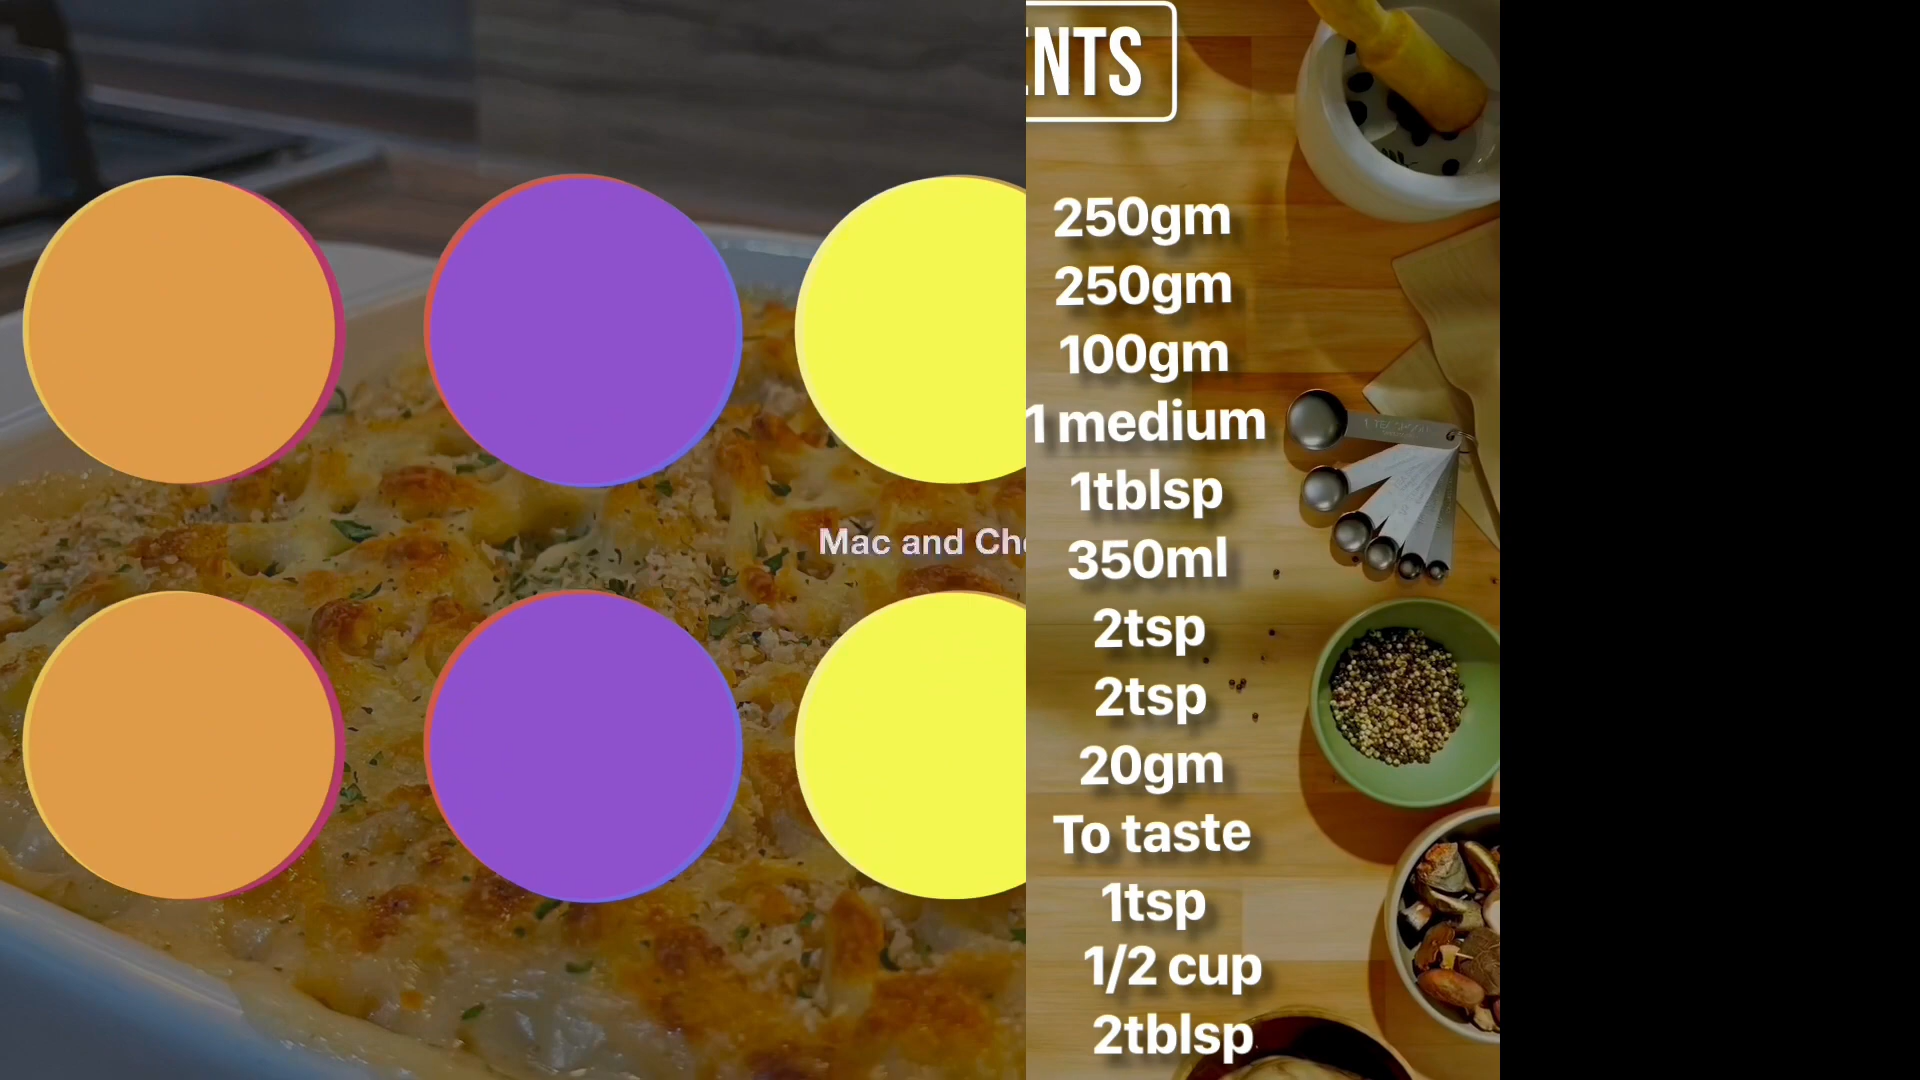 NTS
250gm
250gm
100gm
1 medium
1tblsp
350ml
Mac and Ch
2tsp
2tsp
20gm
To taste
1tsp
1/2 cup
2tblsp